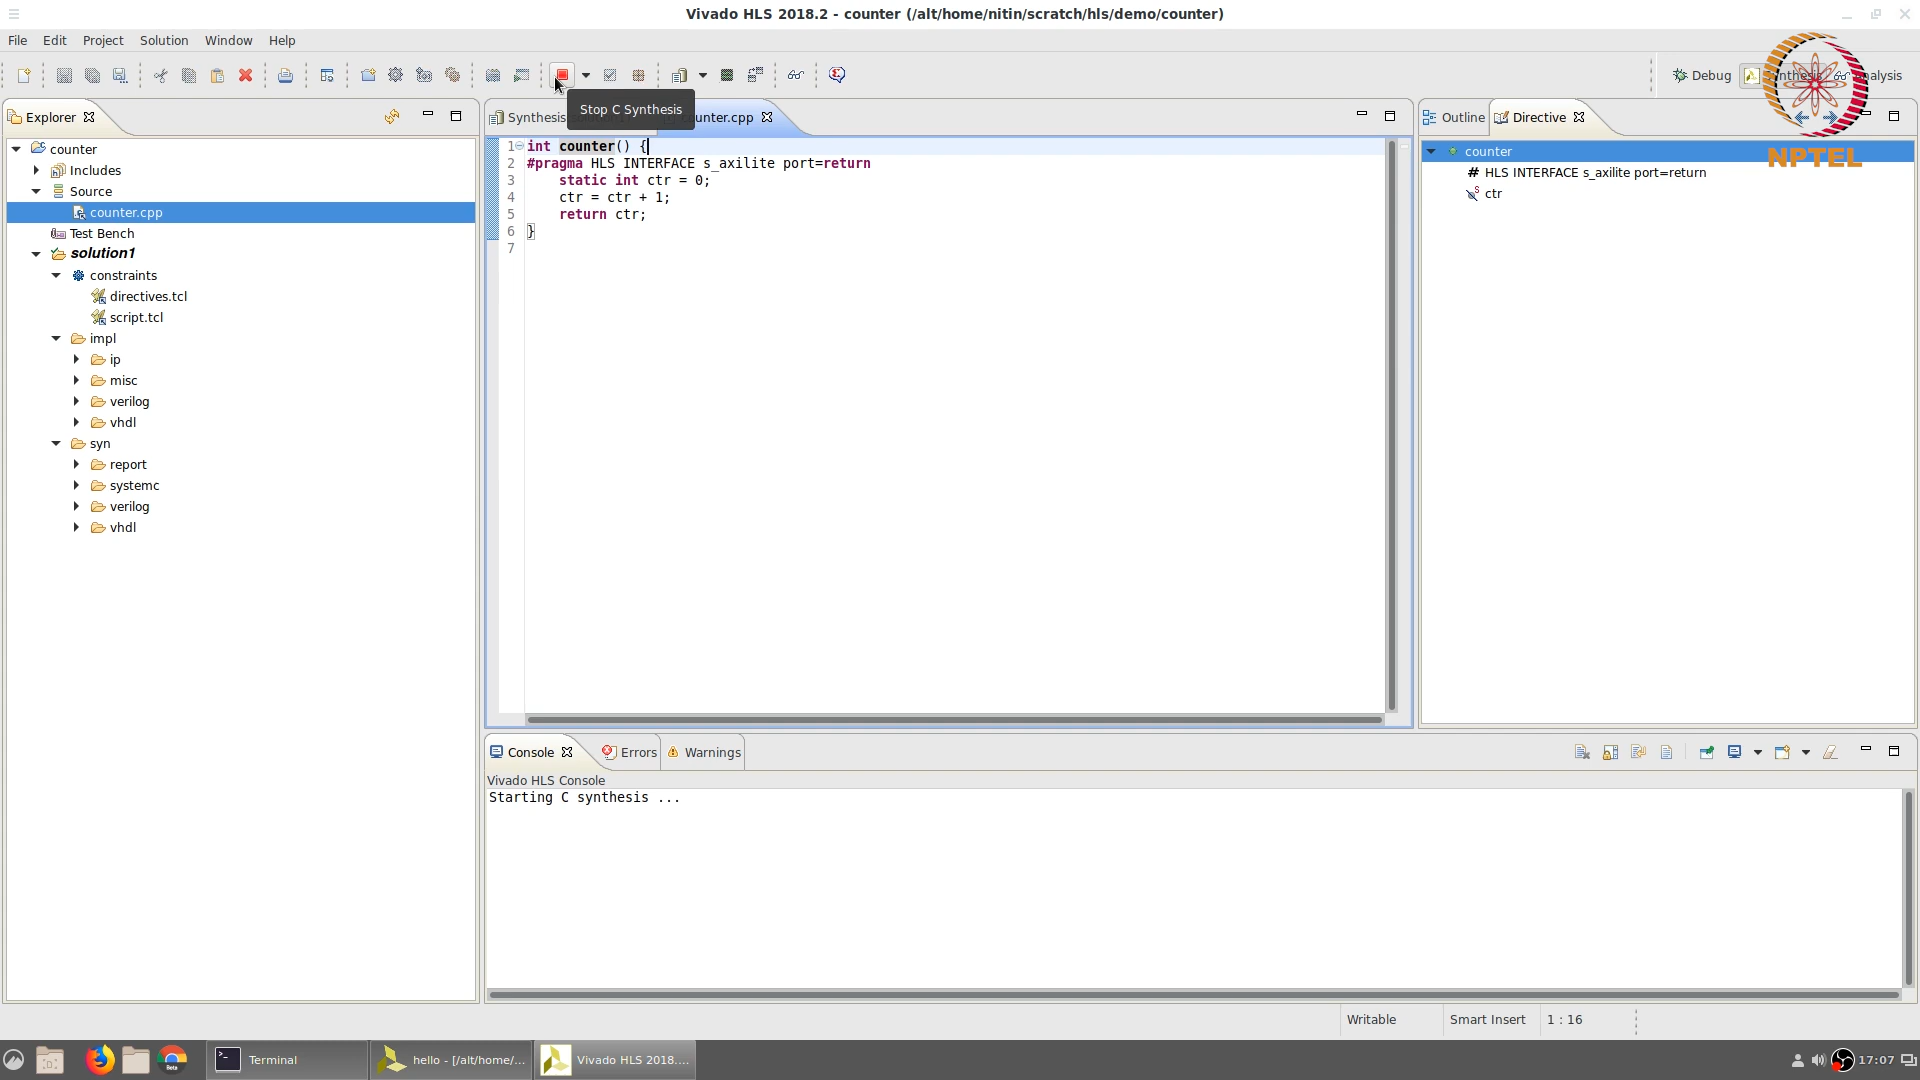 Vivado HLS 2018.2 - counter (/alt/home/nitin/scratch/hls/demo/counter)
File Edit Project Solution Window Help
Debug
Synthesis
Analysis
Stop C Synthesis
Explorer
counter
Includes
Source
counter.cpp
Test Bench
solution1
constraints
directives.tcl
script.tcl
impl
ip
misc
verilog
vhdl
syn
report
systemc
verilog
vhdl
Synthesis
counter.cpp
1 int counter() {
2 #pragma HLS INTERFACE s_axilite port=return
3 static int ctr = 0;
4 ctr = ctr + 1;
5 return ctr;
6 }
7
Outline Directive
NPTEL
counter
# HLS INTERFACE s_axilite port=return
ctr
Console Errors Warnings
Vivado HLS Console
Starting C synthesis ...
Writable Smart Insert 1 : 16
Terminal hello - [/alt/home/... Vivado HLS 2018.... 17:07